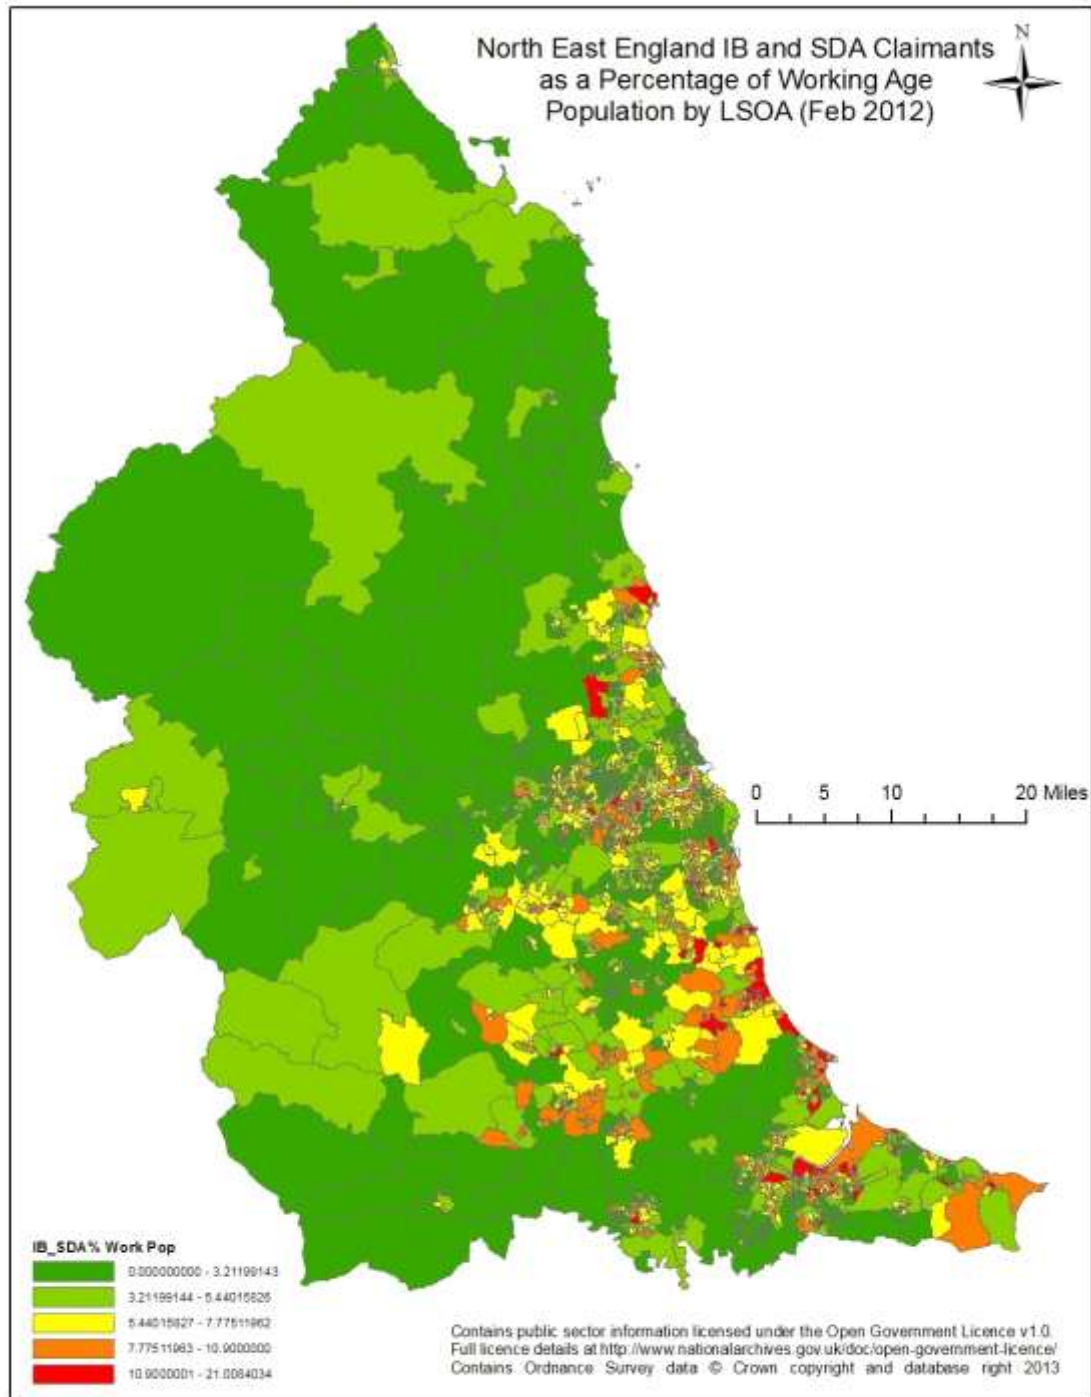 North East England IB and SDA Claimants
as a Percentage of Working Age
Population by LSOA (Feb 2012)
N
0 5 10 20 Miles
IB_SDA% Work Pop
0.000000000 - 3.21199143
3.21199144 - 5.44015826
5.44015827 - 7.77511962
7.77511963 - 10.9000000
10.9000001 - 21.0084034
Contains public sector information licensed under the Open Government Licence v1.0.
Full licence details at http://www.nationalarchives.gov.uk/doc/open-government-licence/
Contains Ordnance Survey data © Crown copyright and database right 2013